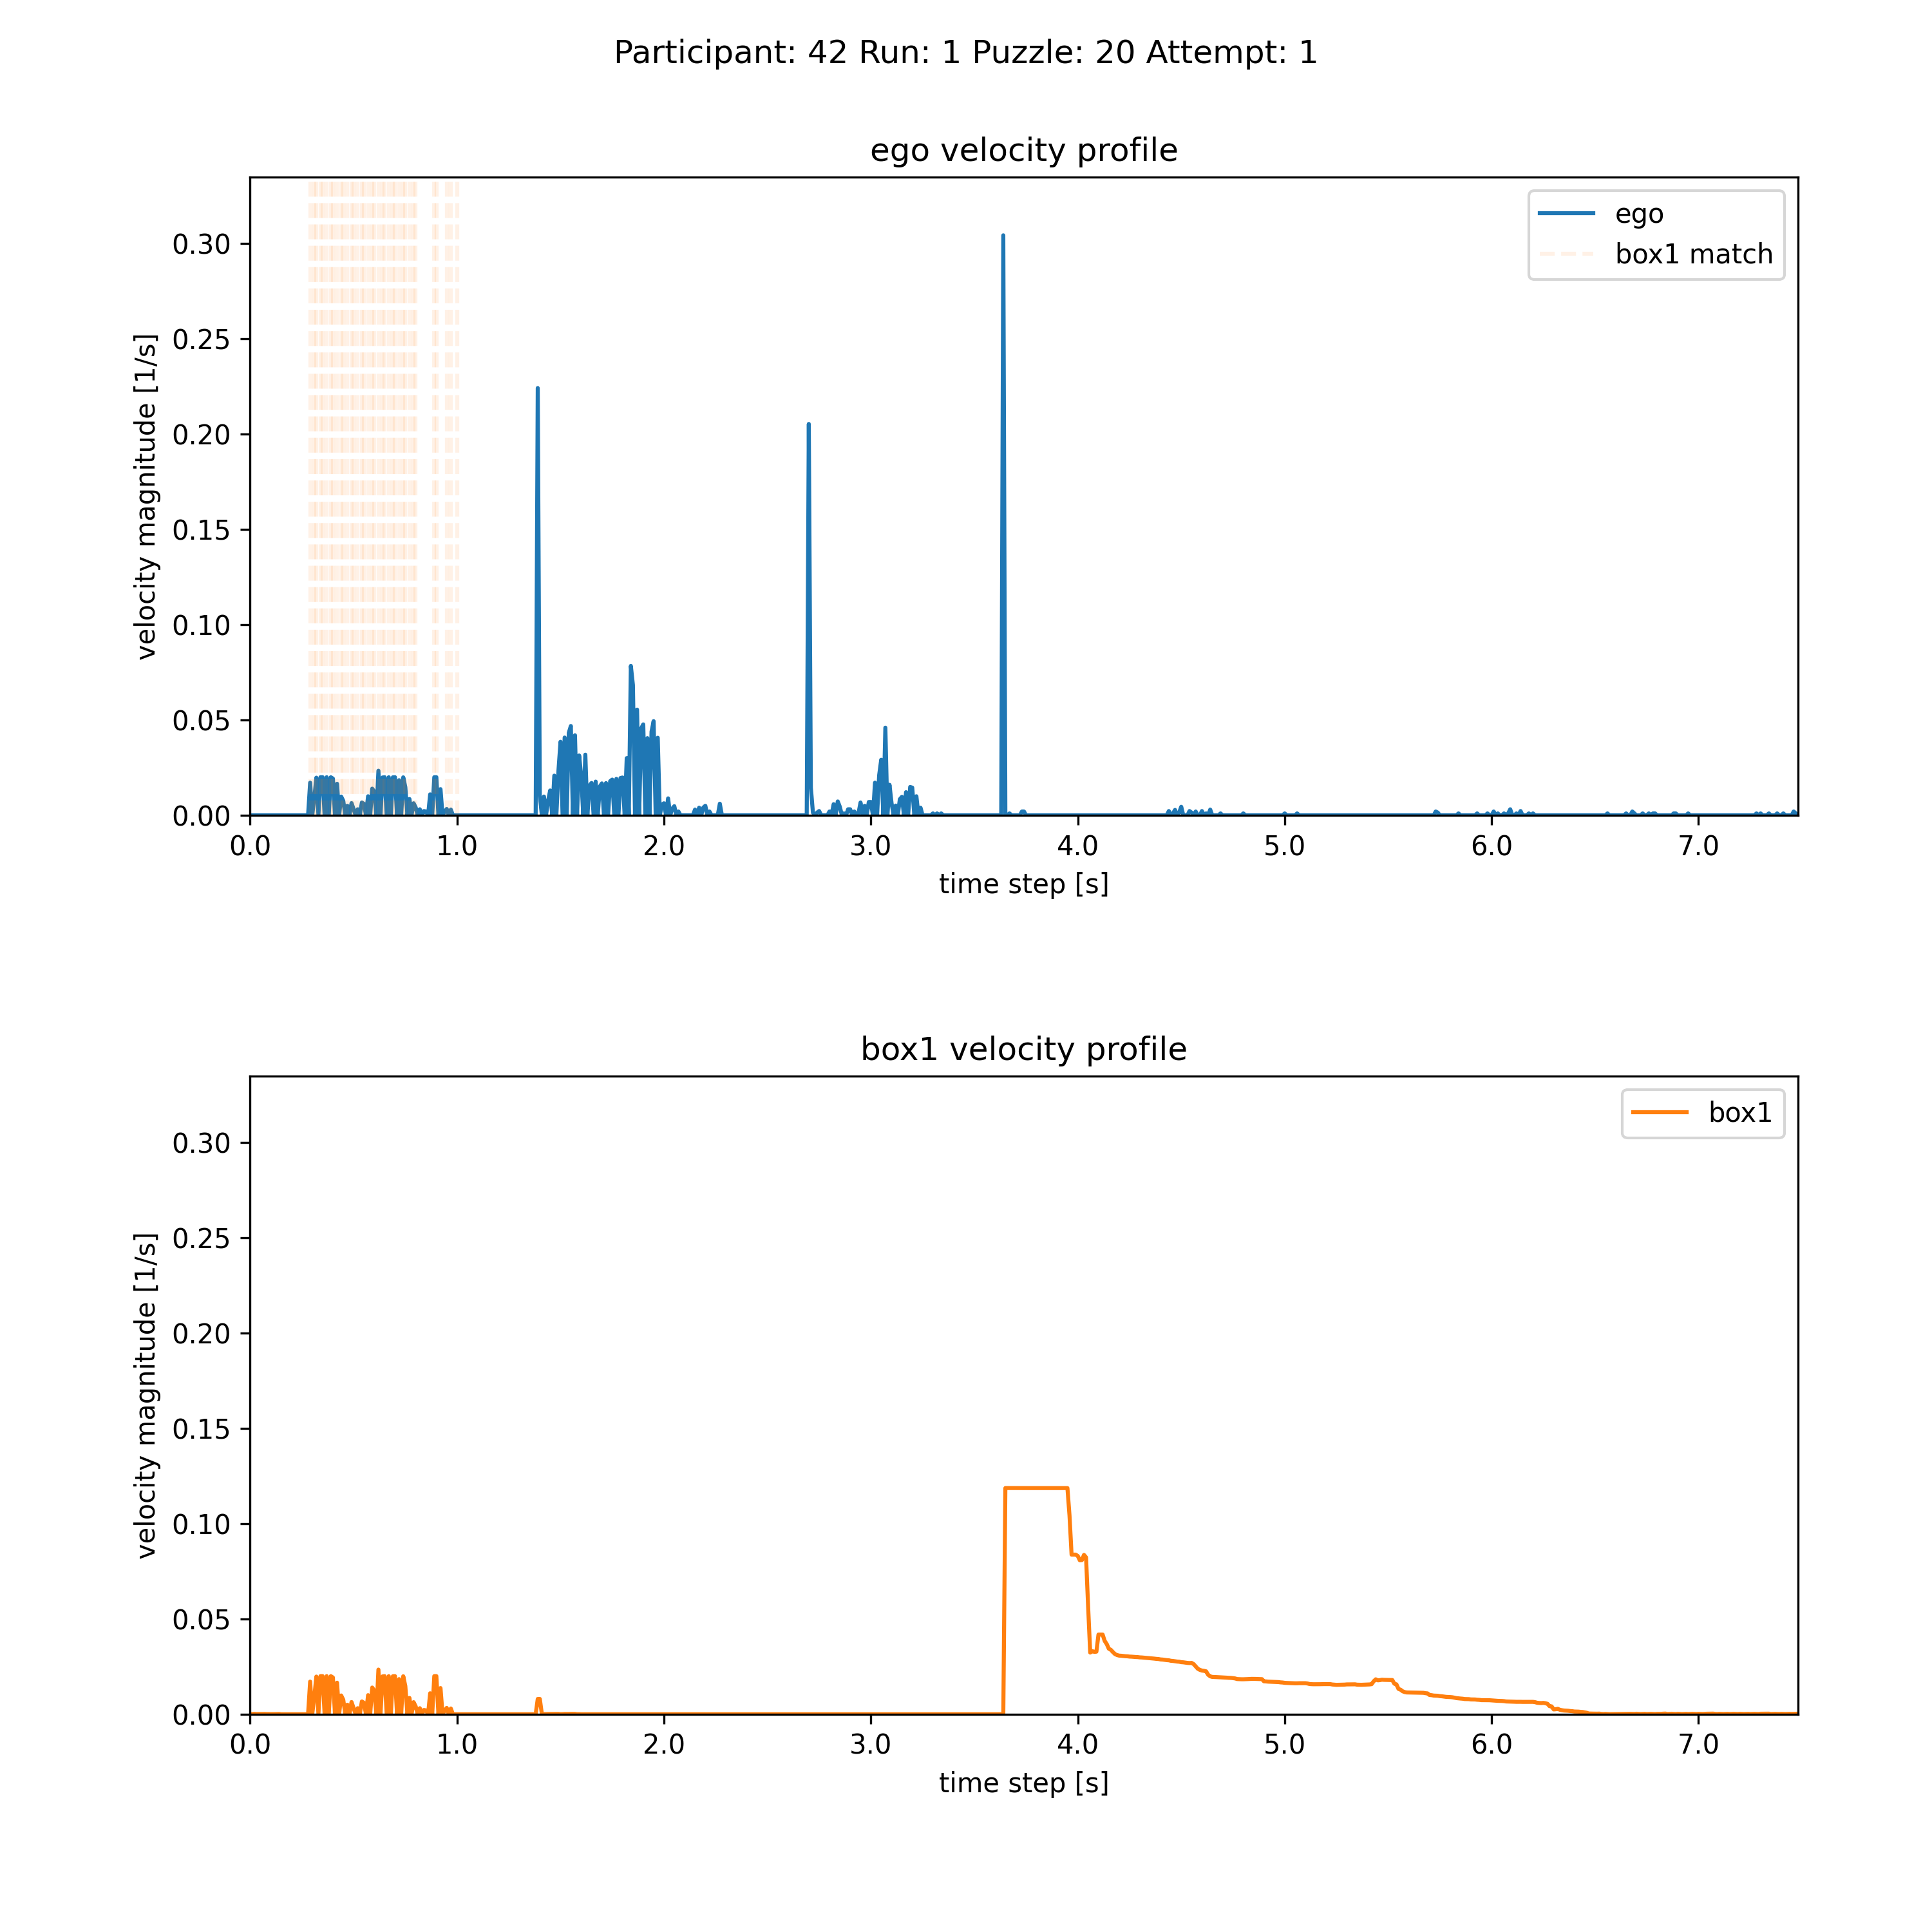 Participant: 42 Run: 1 Puzzle: 20 Attempt: 1
ego velocity profile
velocity magnitude [1/s]
0.30
0.25
0.20
0.15
0.10
0.05
0.00
ego
box1 match
0.0 1.0 2.0 3.0 4.0 5.0 6.0 7.0
time step [s]
box1 velocity profile
velocity magnitude [1/s]
0.30
0.25
0.20
0.15
0.10
0.05
0.00
box1
0.0 1.0 2.0 3.0 4.0 5.0 6.0 7.0
time step [s]